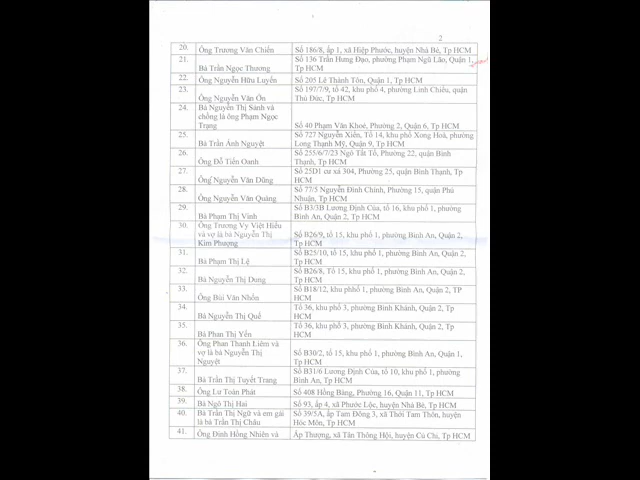 2
20. Ông Trương Văn Chiến Số 186/8, ấp 1, xã Hiệp Phước, huyện Nhà Bè, Tp HCM
21. Số 136 Trần Hưng Đạo, phường Phạm Ngũ Lão, Quận 1,
Bà Trần Ngọc Thương Tp HCM
22. Ông Nguyễn Hữu Luyến Số 205 Lê Thánh Tôn, Quận 1, Tp HCM
23. Số 197/7/9, tổ 42, khu phố 4, phường Linh Chiểu, quận
Ông Nguyễn Văn Ổn Thủ Đức, Tp HCM
24. Bà Nguyễn Thị Sánh và
chồng là ông Phạm Ngọc
Trạng Số 40 Phạm Văn Khoẻ, Phường 2, Quận 6, Tp HCM
25. Số 727 Nguyễn Xiển, Tổ 14, khu phố Xong Hoà, phường
Bà Trần Ánh Nguyệt Long Thạnh Mỹ, Quận 9, Tp HCM
26. Số 255/6/7/23 Ngô Tất Tố, Phường 22, quận Bình
Ông Đỗ Tiến Oanh Thạnh, Tp HCM
27. Số 25D1 cư xá 304, Phường 25, quận Bình Thạnh, Tp
Ông Nguyễn Văn Dũng HCM
28. Số 77/5 Nguyễn Đình Chính, Phường 15, quận Phú
Ông Nguyễn Văn Quảng Nhuận, Tp HCM
29. Số B3/3B Lương Định Của, tổ 16, khu phố 1, phường
Bà Phạm Thị Vinh Bình An, Quận 2, Tp HCM
30. Ông Trương Vy Việt Hiếu
và vợ là bà Nguyễn Thị Số B26/9, tổ 15, khu phố 1, phường Bình An, Quận 2,
Kim Phượng Tp HCM
31. Số B25/10, tổ 15, khu phố 1, phường Bình An, Quận 2,
Bà Phạm Thị Lệ Tp HCM
32. Số B26/8, Tổ 15, khu phố 1, phường Bình An, Quận 2,
Bà Nguyễn Thị Dung Tp HCM
33. Số B18/12, khu phhố 1, phường Bình An, Quận 2, TP
Ông Bùi Văn Nhốn HCM
34. Tổ 36, khu phố 3, phường Bình Khánh, Quận 2, Tp
Bà Nguyễn Thị Quế HCM
35. Tổ 36, khu phố 3, phường Bình Khánh, Quận 2, Tp
Bà Phan Thị Yến HCM
36. Ông Phan Thanh Liêm và
vợ là bà Nguyễn Thị Số B30/2, tổ 15, khu phố 1, phường Bình An, Quận 1,
Nguyệt Tp HCM
37. Số B31/6 Lương Định Của, tổ 10, khu phố 1, phường
Bà Trần Thị Tuyết Trang Bình An, Tp HCM
38. Ông Lư Toàn Phát Số 408 Hồng Bàng, Phường 16, Quận 11, Tp HCM
39. Bà Ngô Thị Hai Số 93, ấp 4, xã Phước Lộc, huyện Nhà Bè, Tp HCM
40. Bà Trần Thị Ngữ và em gái Số 39/5A, ấp Tam Đông 3, xã Thới Tam Thôn, huyện
là bà Trần Thị Châu Hóc Môn, Tp HCM
41. Ông Đinh Hồng Nhiên và Ấp Thượng, xã Tân Thông Hội, huyện Củ Chi, Tp HCM